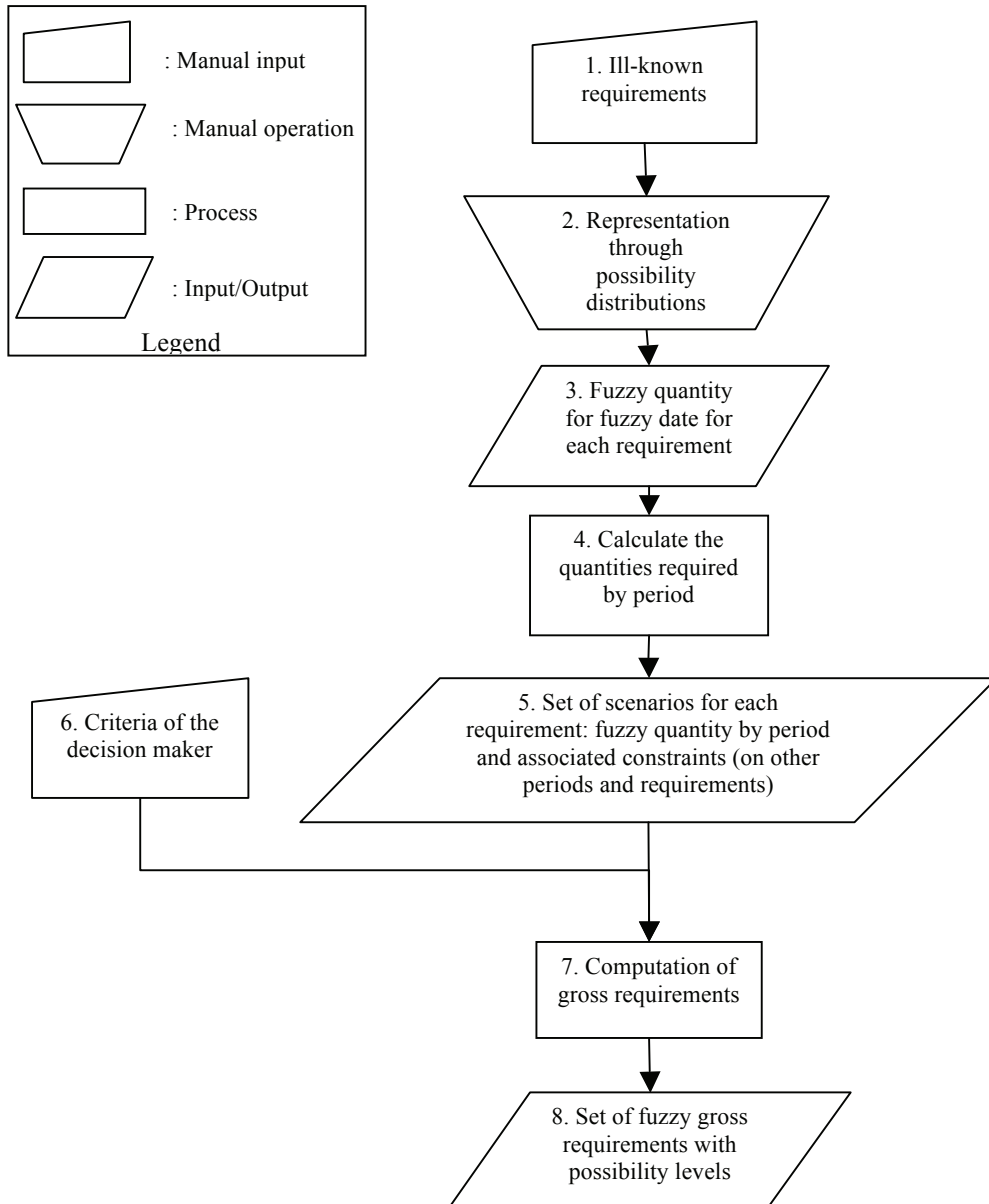 : Manual input
: Manual operation
: Process
: Input/Output
Legend
1. Ill-known
requirements
2. Representation
through
possibility
distributions
3. Fuzzy quantity
for fuzzy date for
each requirement
4. Calculate the
quantities required
by period
5. Set of scenarios for each
requirement: fuzzy quantity by period
and associated constraints (on other
periods and requirements)
6. Criteria of the
decision maker
7. Computation of
gross requirements
8. Set of fuzzy gross
requirements with
possibility levels